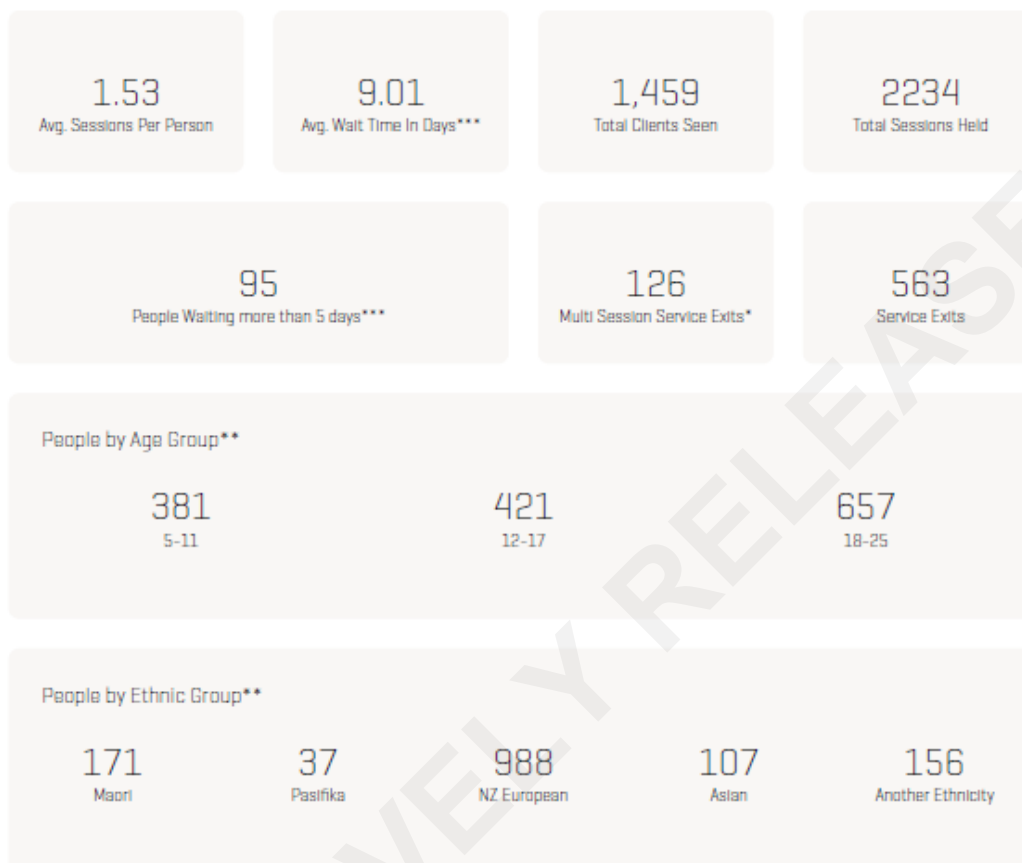 1.53
Avg. Sessions Per Person
9.01
Avg. Wait Time In Days***
1,459
Total Clients Seen
2234
Total Sessions Held
95
People Waiting more than 5 days***
126
Multi Session Service Exits*
563
Service Exits
People by Age Group**
381
5-11
421
12-17
657
18-25
People by Ethnic Group**
171
Maori
37
Pasifika
988
NZ European
107
Asian
156
Another Ethnicity
VELY RELEASE